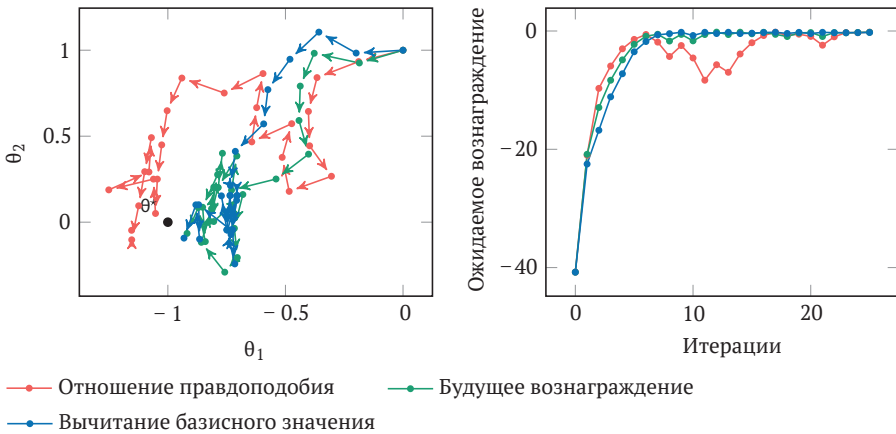 1
0.5
0
θ₂
θ*
− 1
− 0.5
0
θ₁
0
−20
−40
Ожидаемое вознаграждение
0
10
20
Итерации
Отношение правдоподобия
Будущее вознаграждение
Вычитание базисного значения